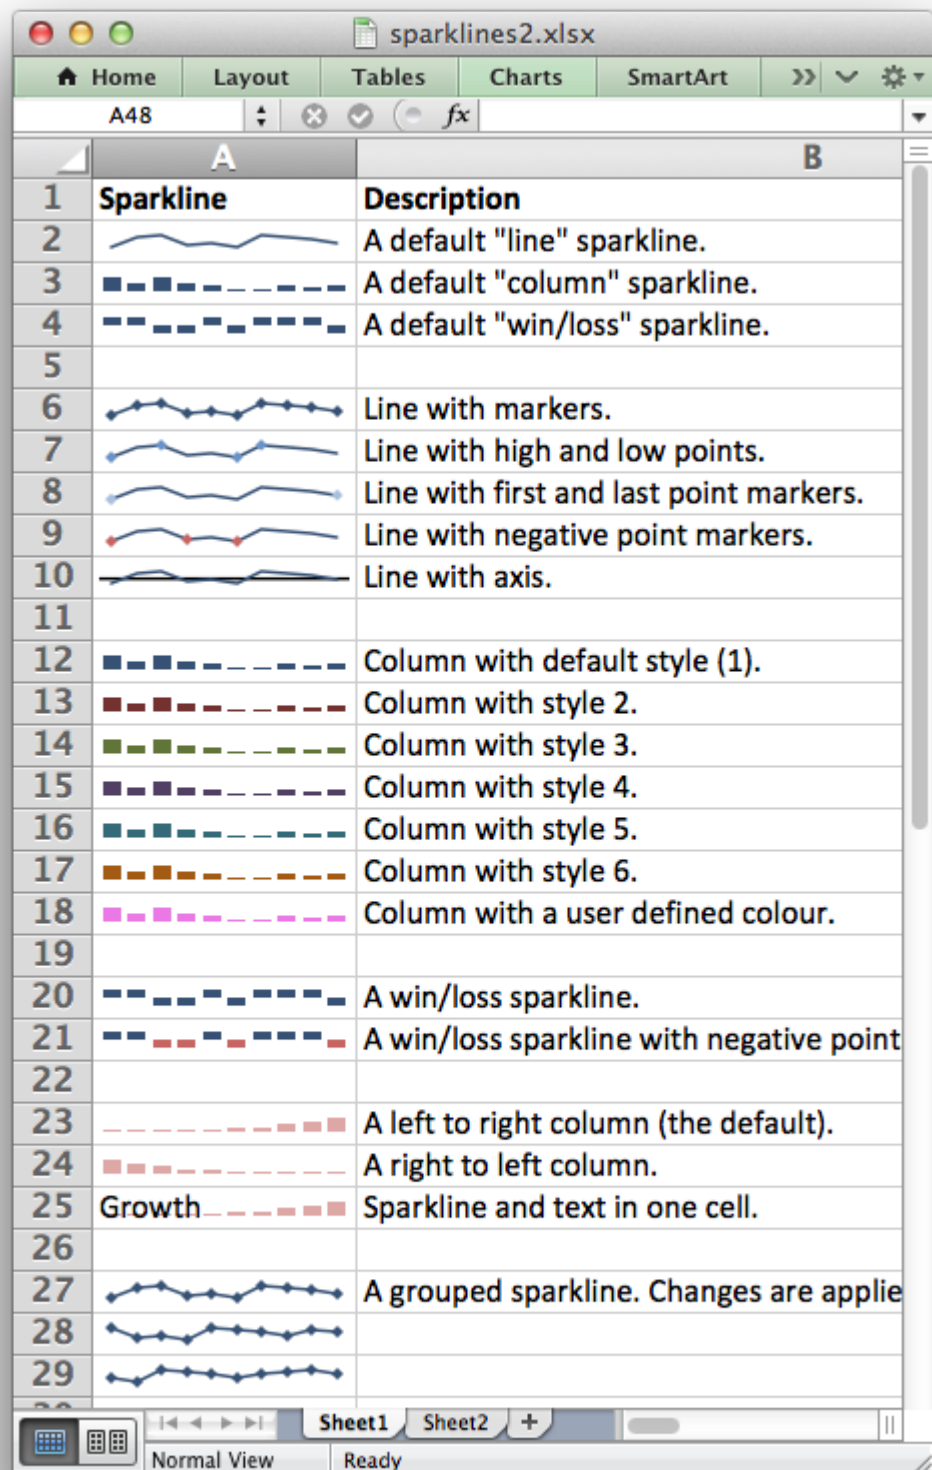 sparklines2.xlsx
Home Layout Tables Charts SmartArt
A48 fx
A B
1 Sparkline Description
2 A default "line" sparkline.
3 A default "column" sparkline.
4 A default "win/loss" sparkline.
5
6 Line with markers.
7 Line with high and low points.
8 Line with first and last point markers.
9 Line with negative point markers.
10 Line with axis.
11
12 Column with default style (1).
13 Column with style 2.
14 Column with style 3.
15 Column with style 4.
16 Column with style 5.
17 Column with style 6.
18 Column with a user defined colour.
19
20 A win/loss sparkline.
21 A win/loss sparkline with negative point
22
23 A left to right column (the default).
24 A right to left column.
25 Growth Sparkline and text in one cell.
26
27 A grouped sparkline. Changes are applie
28
29
Sheet1 Sheet2 +
Normal View Ready